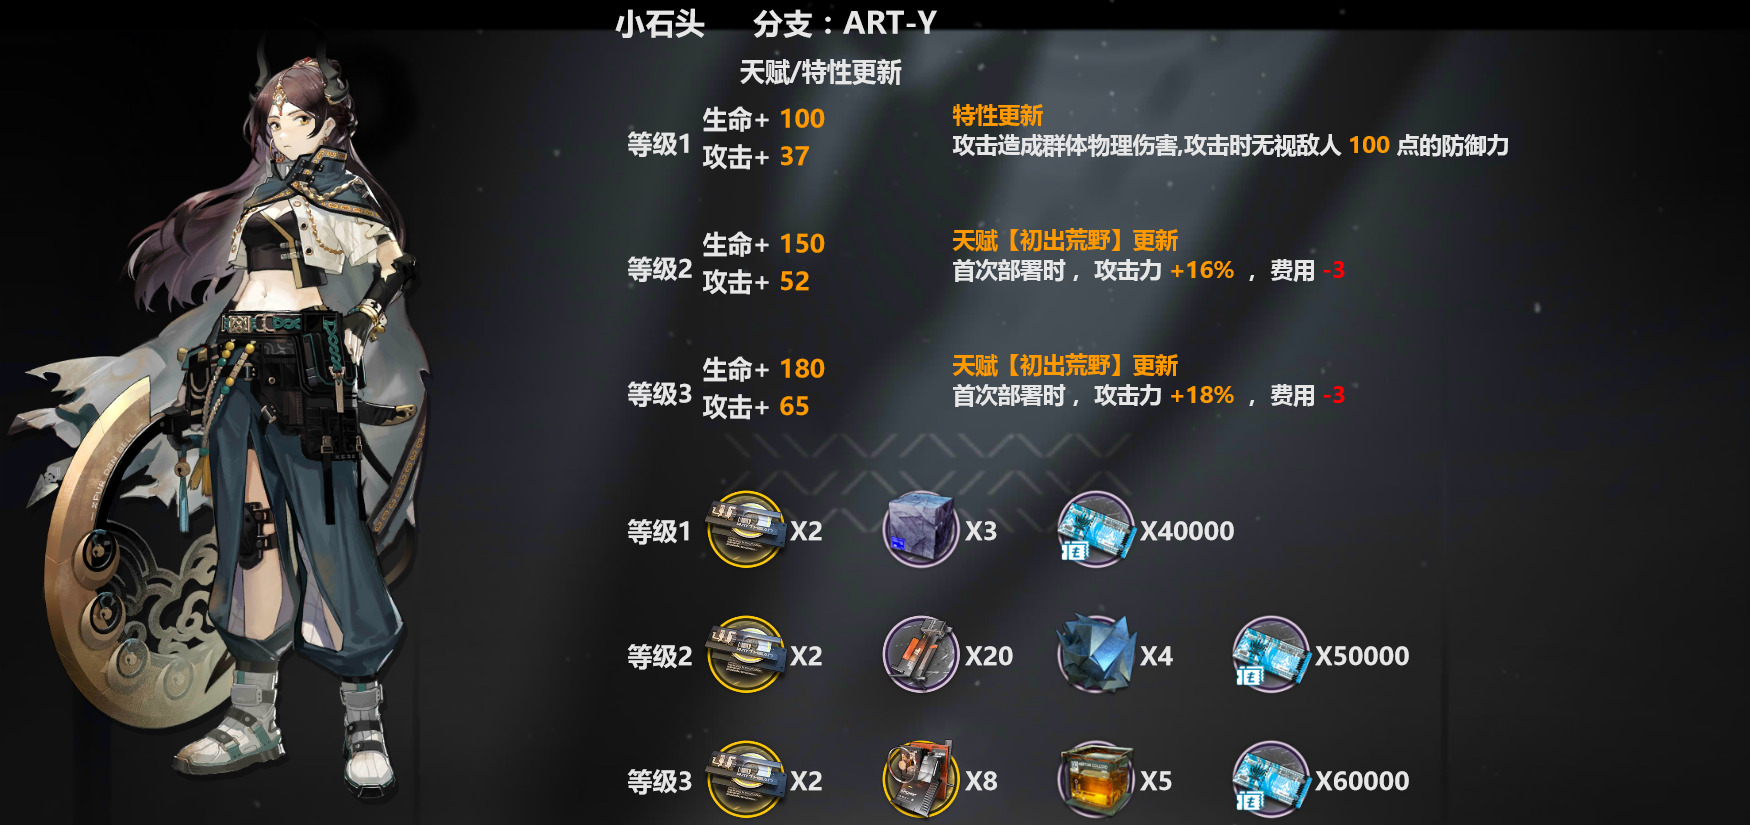 小石头 分支：ART-Y
天赋/特性更新
等级1
生命+ 100
攻击+ 37
特性更新
攻击造成群体物理伤害,攻击时无视敌人 100 点的防御力
等级2
生命+ 150
攻击+ 52
天赋【初出荒野】更新
首次部署时，攻击力 +16% ，费用 -3
等级3
生命+ 180
攻击+ 65
天赋【初出荒野】更新
首次部署时，攻击力 +18% ，费用 -3
等级1 X2 X3 X40000
等级2 X2 X20 X4 X50000
等级3 X2 X8 X5 X60000